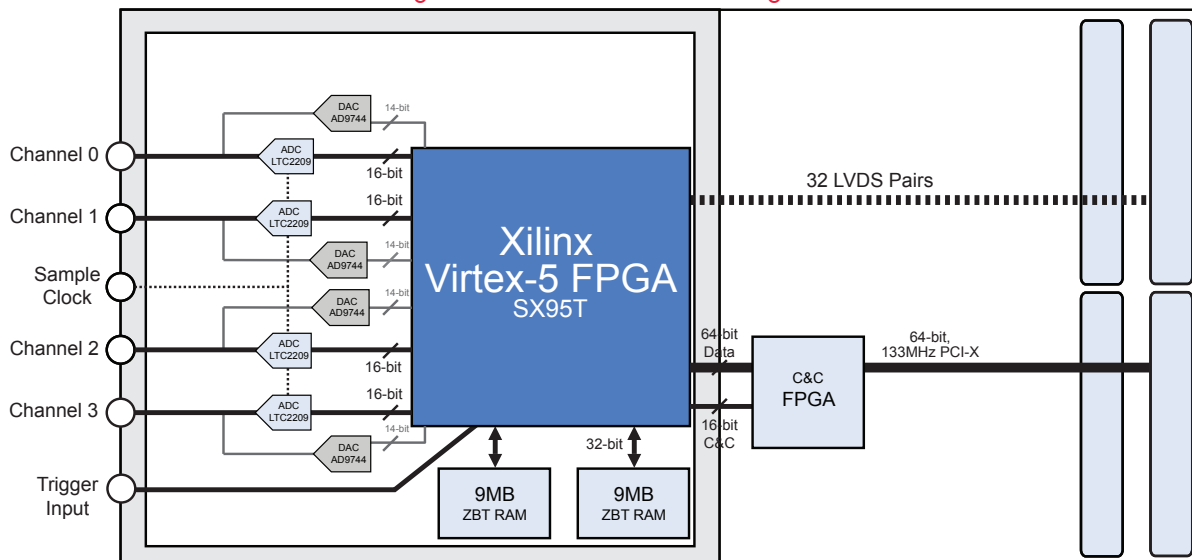 DAC
AD9744
14-bit
Channel 0
ADC
LTC2209
16-bit
Channel 1
ADC
LTC2209
16-bit
DAC
AD9744
14-bit
Sample
Clock
DAC
AD9744
14-bit
Channel 2
ADC
LTC2209
16-bit
Channel 3
ADC
LTC2209
16-bit
DAC
AD9744
14-bit
Trigger
Input
Xilinx
Virtex-5 FPGA
SX95T
32-bit
9MB
ZBT RAM
9MB
ZBT RAM
32 LVDS Pairs
64-bit
Data
16-bit
C&C
C&C
FPGA
64-bit,
133MHz PCI-X